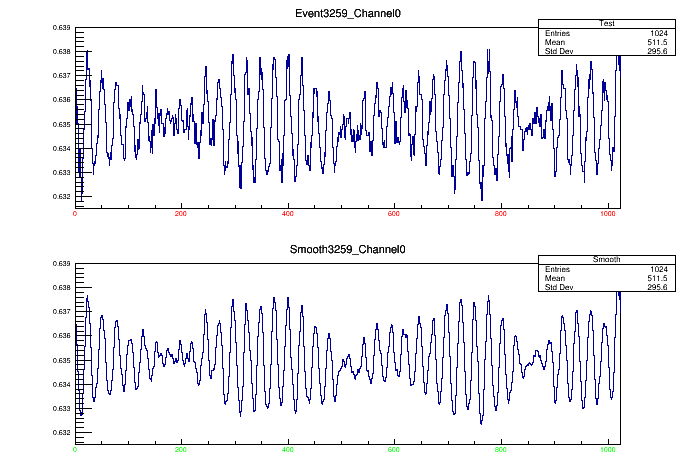 Event3259_Channel0
Test
Entries 1024
Mean 511.5
Std Dev 295.6
0.639
0.638
0.637
0.636
0.635
0.634
0.633
0.632
0 200 400 600 800 1000
Smooth3259_Channel0
Smooth
Entries 1024
Mean 511.5
Std Dev 295.6
0.639
0.638
0.637
0.636
0.635
0.634
0.633
0.632
0 200 400 600 800 1000